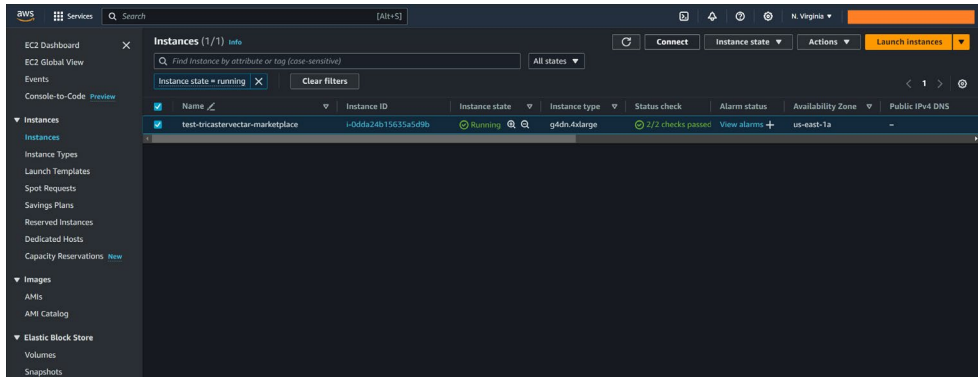 aws Services Search [Alt+S] N. Virginia
EC2 Dashboard
EC2 Global View
Events
Console-to-Code Preview
Instances
Instances
Instance Types
Launch Templates
Spot Requests
Savings Plans
Reserved Instances
Dedicated Hosts
Capacity Reservations New
Images
AMIs
AMI Catalog
Elastic Block Store
Volumes
Snapshots
Instances (1/1) Info Connect Instance state Actions Launch instances
Find Instance by attribute or tag (case-sensitive) All states
Instance state = running Clear filters 1
Name Instance ID Instance state Instance type Status check Alarm status Availability Zone Public IPv4 DNS
test-tricastervectar-marketplace i-0dda24b15635a5d9b Running g4dn.4xlarge 2/2 checks passed View alarms + us-east-1a –